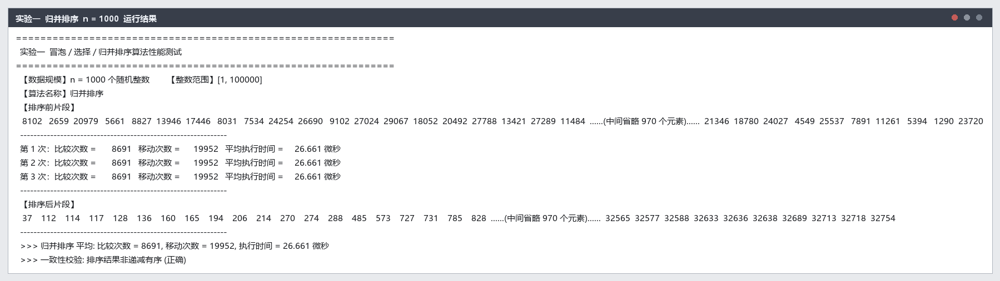 实验一 归并排序 n = 1000 运行结果
==============================================================
实验一 冒泡 / 选择 / 归并排序算法性能测试
==============================================================
【数据规模】n = 1000 个随机整数 【整数范围】[1, 100000]
【算法名称】归并排序
【排序前片段】
8102 2659 20979 5661 8827 13946 17446 8031 7534 24254 26690 9102 27024 29067 18052 20492 27788 13421 27289 11484 ......(中间省略 970 个元素)...... 21346 18780 24027 4549 25537 7891 11261 5394 1290 23720
--------------------------------------------------------------
第 1 次: 比较次数 = 8691 移动次数 = 19952 平均执行时间 = 26.661 微秒
第 2 次: 比较次数 = 8691 移动次数 = 19952 平均执行时间 = 26.661 微秒
第 3 次: 比较次数 = 8691 移动次数 = 19952 平均执行时间 = 26.661 微秒
--------------------------------------------------------------
【排序后片段】
37 112 114 117 128 136 160 165 194 206 214 270 274 288 485 573 727 731 785 828 ......(中间省略 970 个元素)...... 32565 32577 32588 32633 32636 32638 32689 32713 32718 32754
--------------------------------------------------------------
>>> 归并排序 平均: 比较次数 = 8691, 移动次数 = 19952, 执行时间 = 26.661 微秒
>>> 一致性校验: 排序结果非递减有序 (正确)